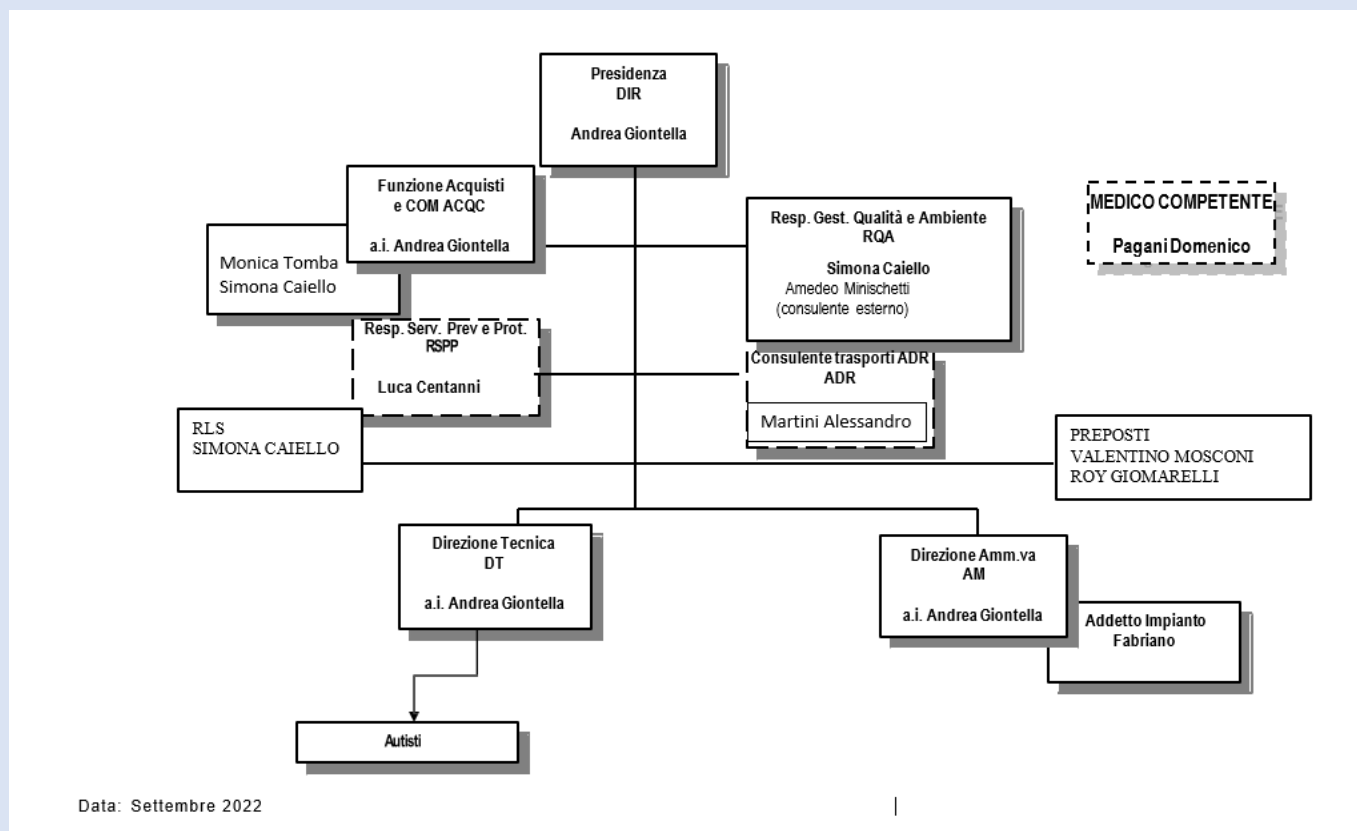 Presidenza
DIR
Andrea Giontella
Funzione Acquisti
e COM ACQC
a.i. Andrea Giontella
Monica Tomba
Simona Caiello
Resp. Gest. Qualità e Ambiente
RQA
Simona Caiello
Amedeo Minischetti
(consulente esterno)
MEDICO COMPETENTE
Pagani Domenico
Resp. Serv. Prev e Prot.
RSPP
Luca Centanni
Consulente trasporti ADR
ADR
Martini Alessandro
RLS
SIMONA CAIELLO
PREPOSTI
VALENTINO MOSCONI
ROY GIOMARELLI
Direzione Tecnica
DT
a.i. Andrea Giontella
Direzione Amm.va
AM
a.i. Andrea Giontella
Addetto Impianto
Fabriano
Autisti
Data: Settembre 2022